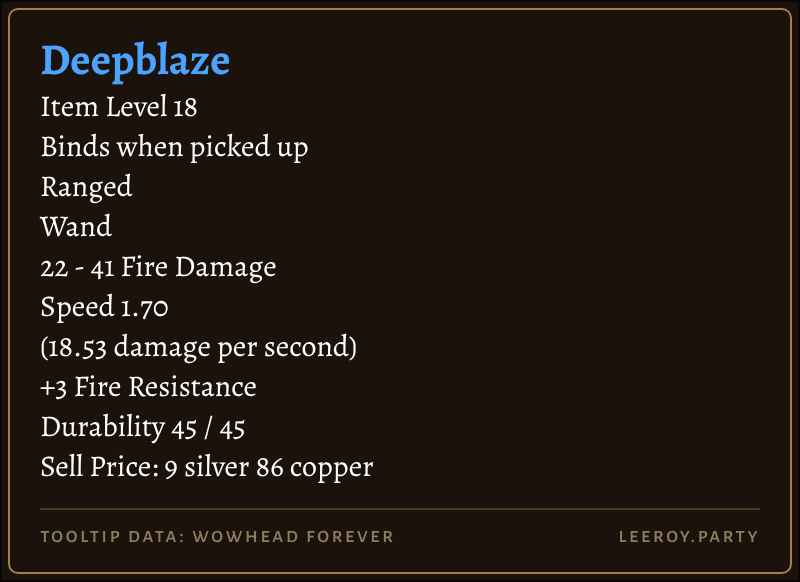 Deepblaze
Item Level 18
Binds when picked up
Ranged
Wand
22 - 41 Fire Damage
Speed 1.70
(18.53 damage per second)
+3 Fire Resistance
Durability 45 / 45
Sell Price: 9 silver 86 copper
TOOLTIP DATA: WOWHEAD FOREVER
LEEROY.PARTY